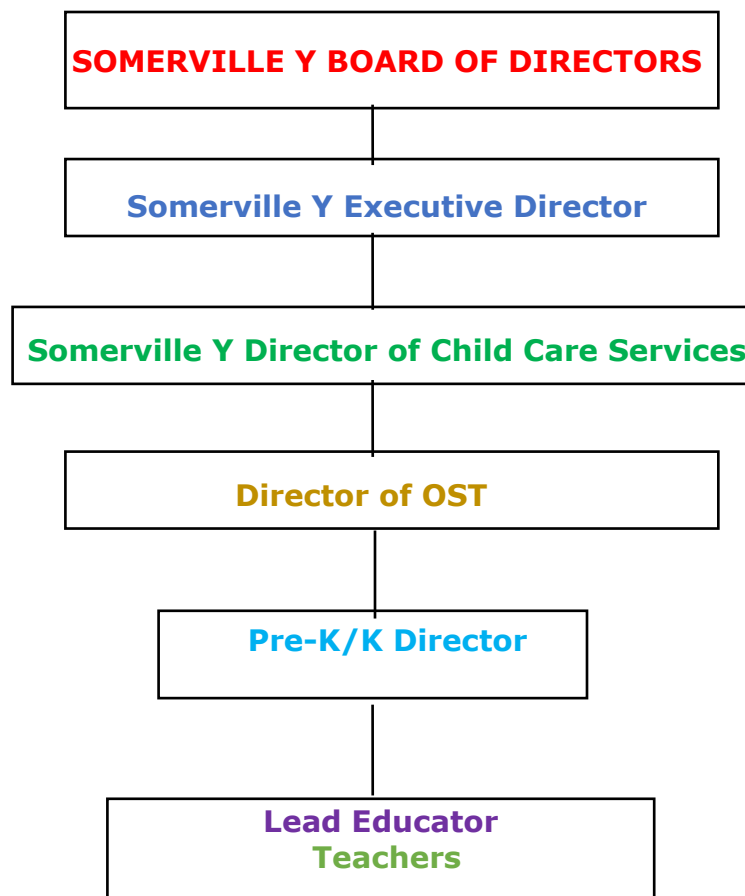 SOMERVILLE Y BOARD OF DIRECTORS
Somerville Y Executive Director
Somerville Y Director of Child Care Services
Director of OST
Pre-K/K Director
Lead Educator
Teachers